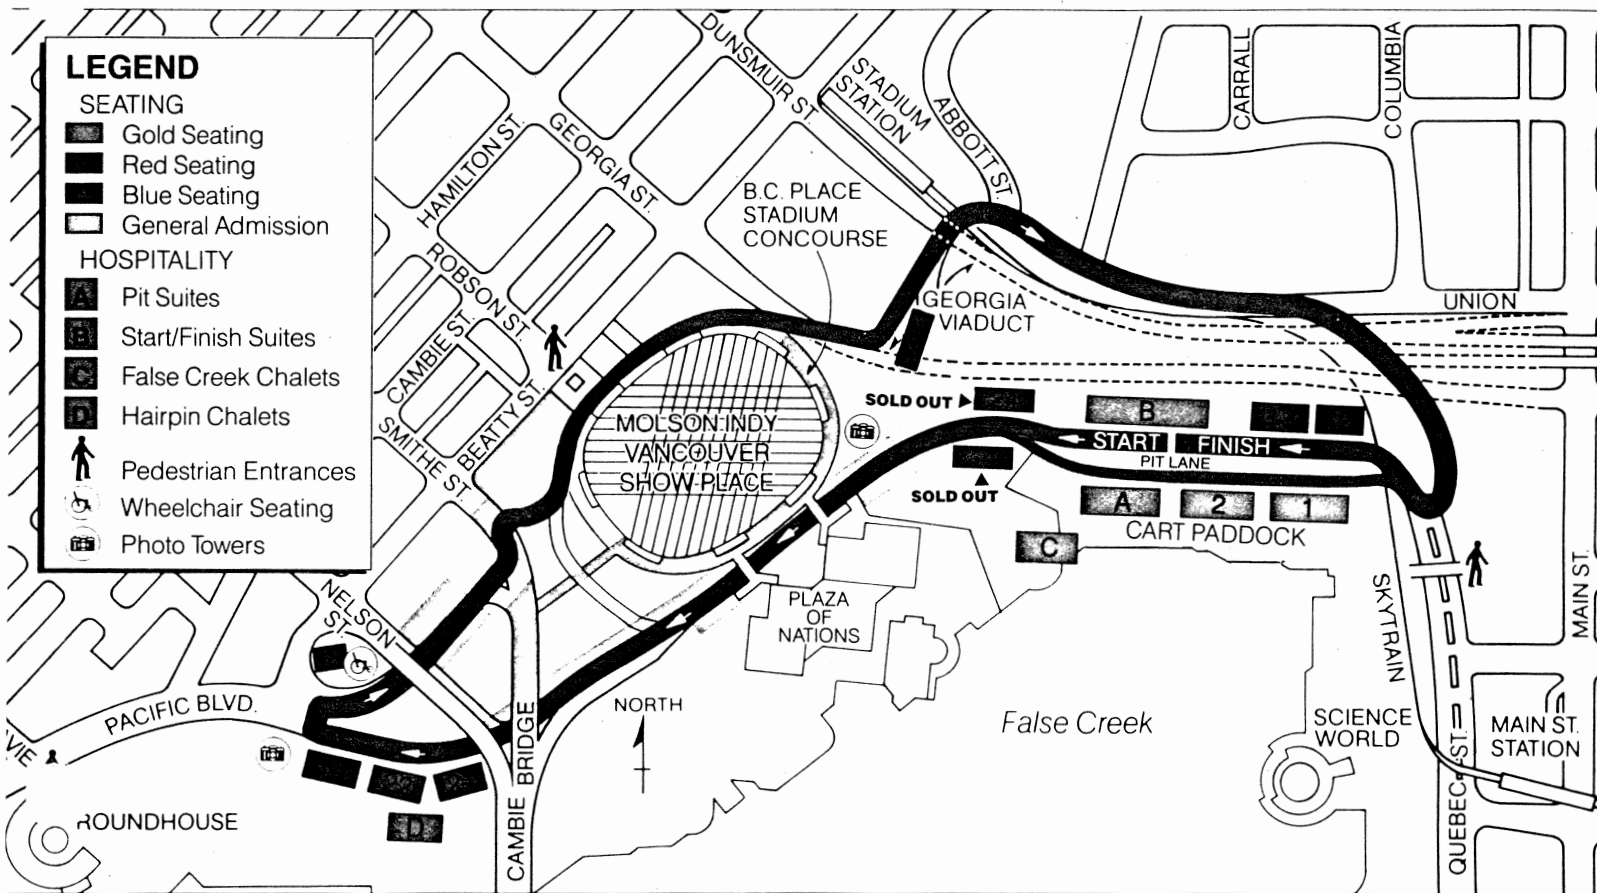 LEGEND
SEATING
Gold Seating
Red Seating
Blue Seating
General Admission
HOSPITALITY
A Pit Suites
B Start/Finish Suites
C False Creek Chalets
D Hairpin Chalets
Pedestrian Entrances
Wheelchair Seating
Photo Towers
DUNSMUIR ST.
STADIUM
STATION
ABBOTT ST.
CARRALL
COLUMBIA
HAMILTON ST.
GEORGIA ST.
B.C. PLACE
STADIUM
CONCOURSE
ROBSON ST.
GEORGIA
VIADUCT
UNION
CAMBIE ST.
BEATTY ST.
SMITHE ST.
SOLD OUT
B
MOLSON INDY
VANCOUVER
SHOW PLACE
START FINISH
PIT LANE
SOLD OUT
A 2 1
CART PADDOCK
C
NELSON
ST.
PLAZA
OF
NATIONS
SKYTRAIN
MAIN ST.
PACIFIC BLVD.
VIE
NORTH
False Creek
SCIENCE
WORLD
MAIN ST.
STATION
CAMBIE BRIDGE
QUEBEC ST.
ROUNDHOUSE
D